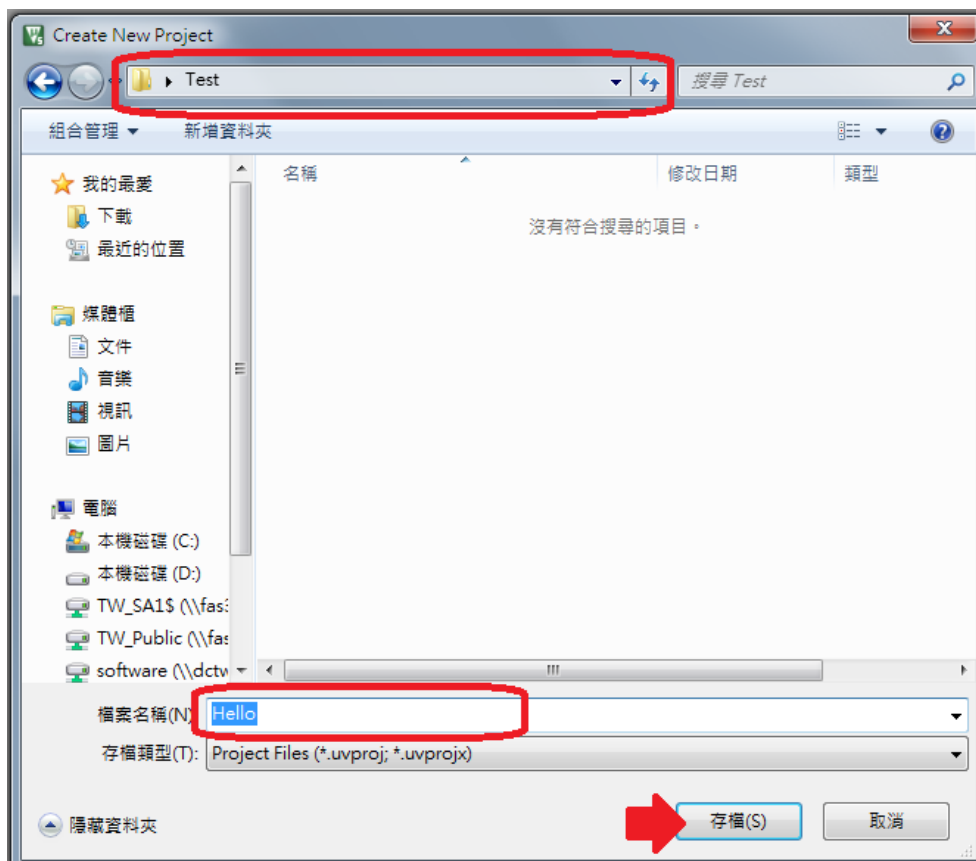 Create New Project
Test
搜尋 Test
組合管理
新增資料夾
名稱
修改日期
類型
沒有符合搜尋的項目。
我的最愛
下載
最近的位置
媒體櫃
文件
音樂
視訊
圖片
電腦
本機磁碟 (C:)
本機磁碟 (D:)
TW_SA1$ (\\fas3
TW_Public (\\fas
software (\\dctw
檔案名稱(N)
Hello
存檔類型(T):
Project Files (*.uvproj; *.uvprojx)
隱藏資料夾
存檔(S)
取消